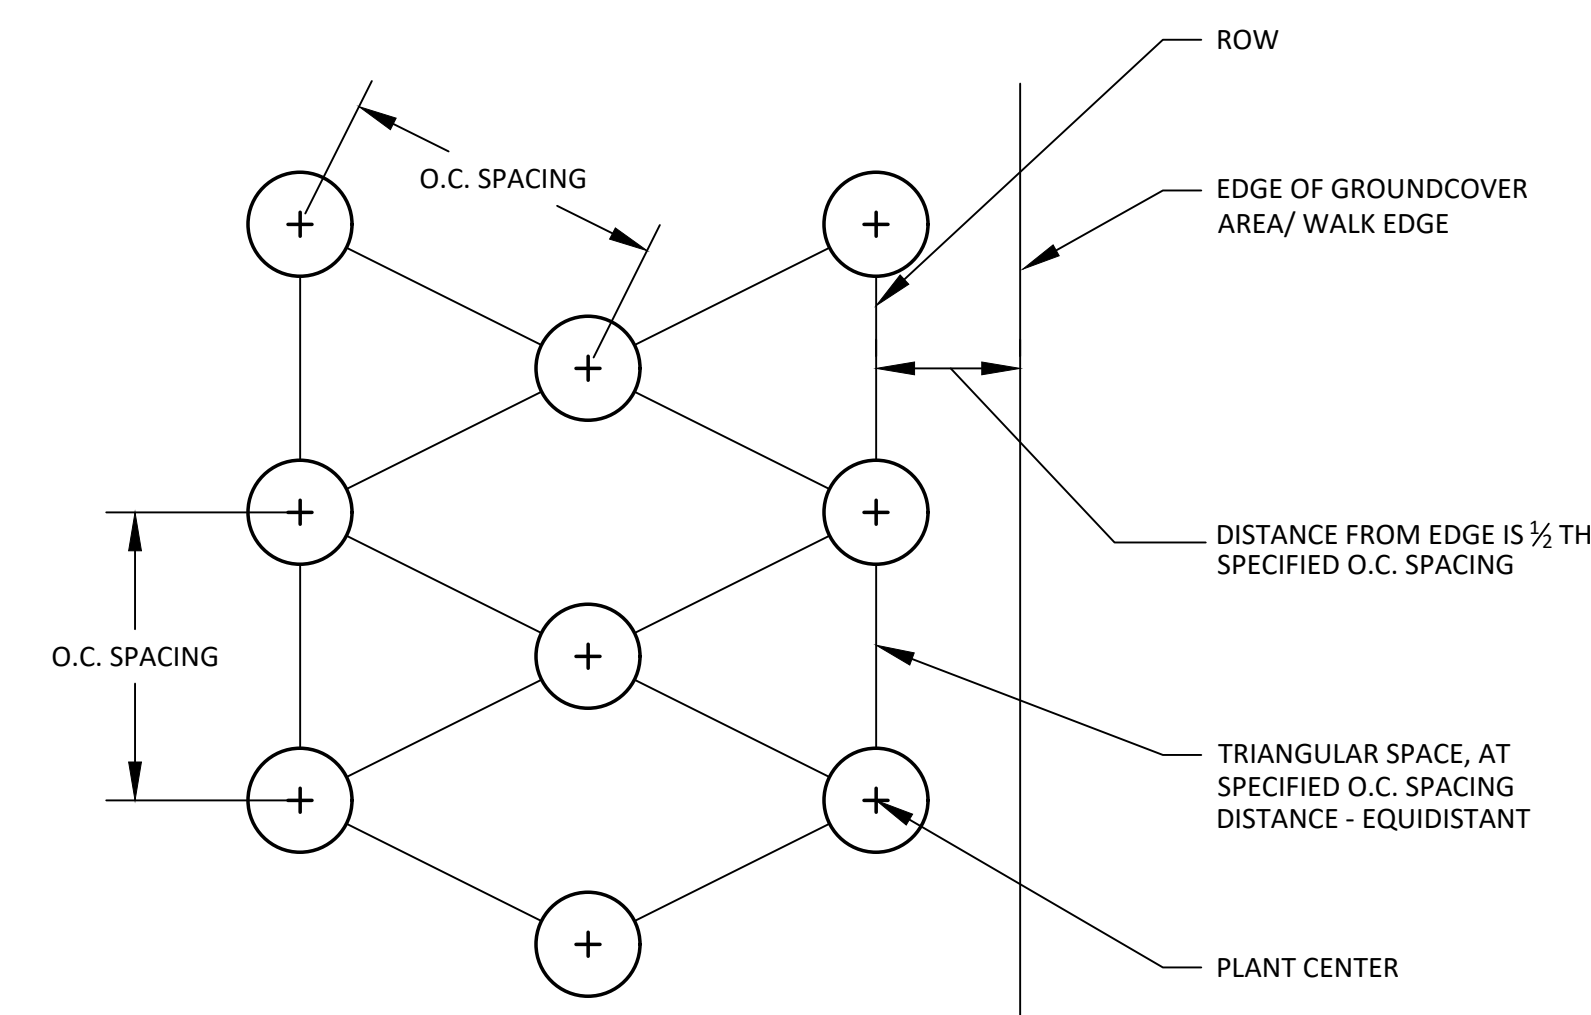 ROW
O.C. SPACING
EDGE OF GROUNDCOVER
AREA/ WALK EDGE
DISTANCE FROM EDGE IS ½ TH
SPECIFIED O.C. SPACING
O.C. SPACING
TRIANGULAR SPACE, AT
SPECIFIED O.C. SPACING
DISTANCE - EQUIDISTANT
PLANT CENTER